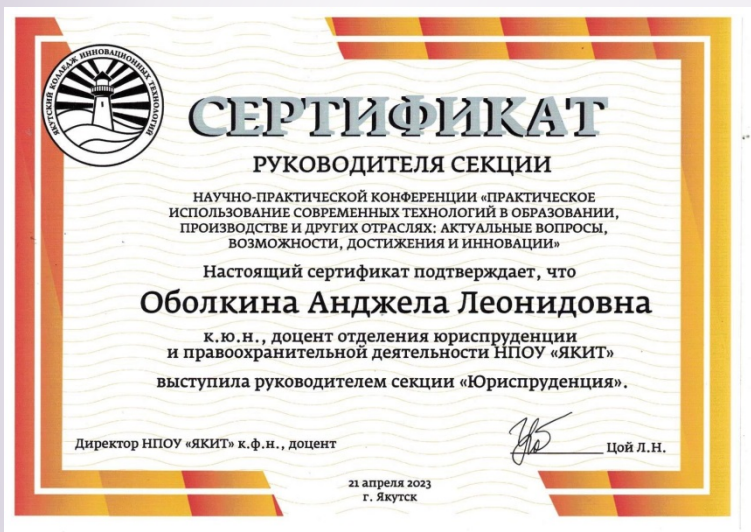 ЯКУТСКИЙ КОЛЛЕДЖ ИННОВАЦИОННЫХ ТЕХНОЛОГИЙ
СЕРТИФИКАТ
РУКОВОДИТЕЛЯ СЕКЦИИ
НАУЧНО-ПРАКТИЧЕСКОЙ КОНФЕРЕНЦИИ «ПРАКТИЧЕСКОЕ
ИСПОЛЬЗОВАНИЕ СОВРЕМЕННЫХ ТЕХНОЛОГИЙ В ОБРАЗОВАНИИ,
ПРОИЗВОДСТВЕ И ДРУГИХ ОТРАСЛЯХ: АКТУАЛЬНЫЕ ВОПРОСЫ,
ВОЗМОЖНОСТИ, ДОСТИЖЕНИЯ И ИННОВАЦИИ»
Настоящий сертификат подтверждает, что
Оболкина Анджела Леонидовна
к.ю.н., доцент отделения юриспруденции
и правоохранительной деятельности НПОУ «ЯКИТ»
выступила руководителем секции «Юриспруденция».
Директор НПОУ «ЯКИТ» к.ф.н., доцент
Цой Л.Н.
21 апреля 2023
г. Якутск